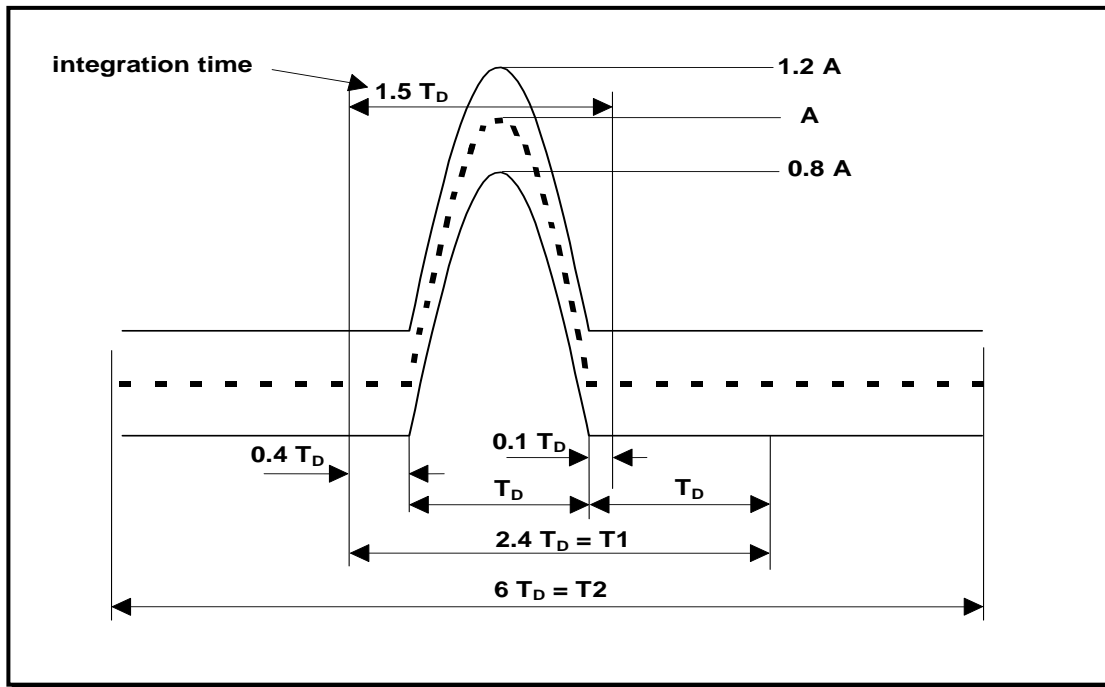 integration time
1.2 A
1.5 TD
A
0.8 A
0.4 TD
0.1 TD
TD
TD
2.4 TD = T1
6 TD = T2